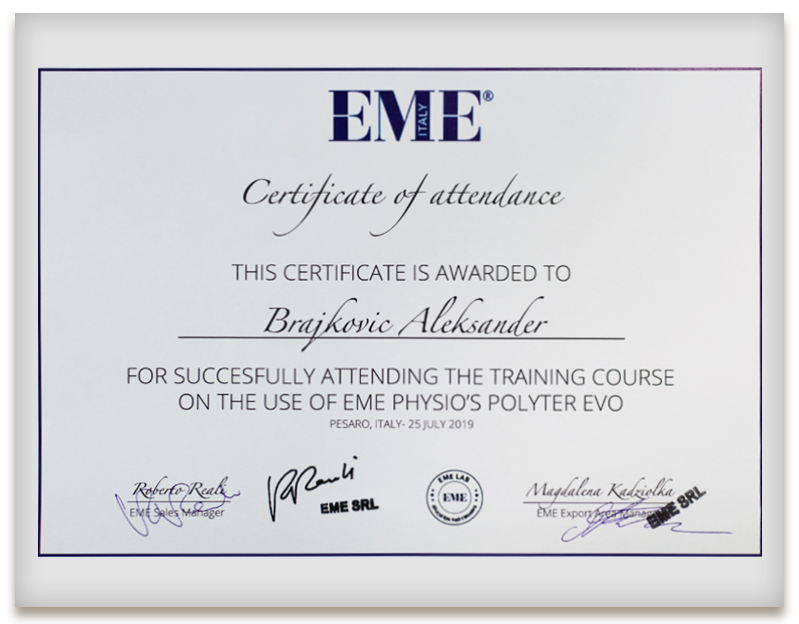 EME®
ITALY
Certificate of attendance
THIS CERTIFICATE IS AWARDED TO
Brajkovic Aleksander
FOR SUCCESFULLY ATTENDING THE TRAINING COURSE
ON THE USE OF EME PHYSIO'S POLYTER EVO
PESARO, ITALY- 25 JULY 2019
Roberto Reali
EME Sales Manager
EME SRL
EME LAB
EME
Magdalena Kadziolka
EME Export Area Manager
EME SRL